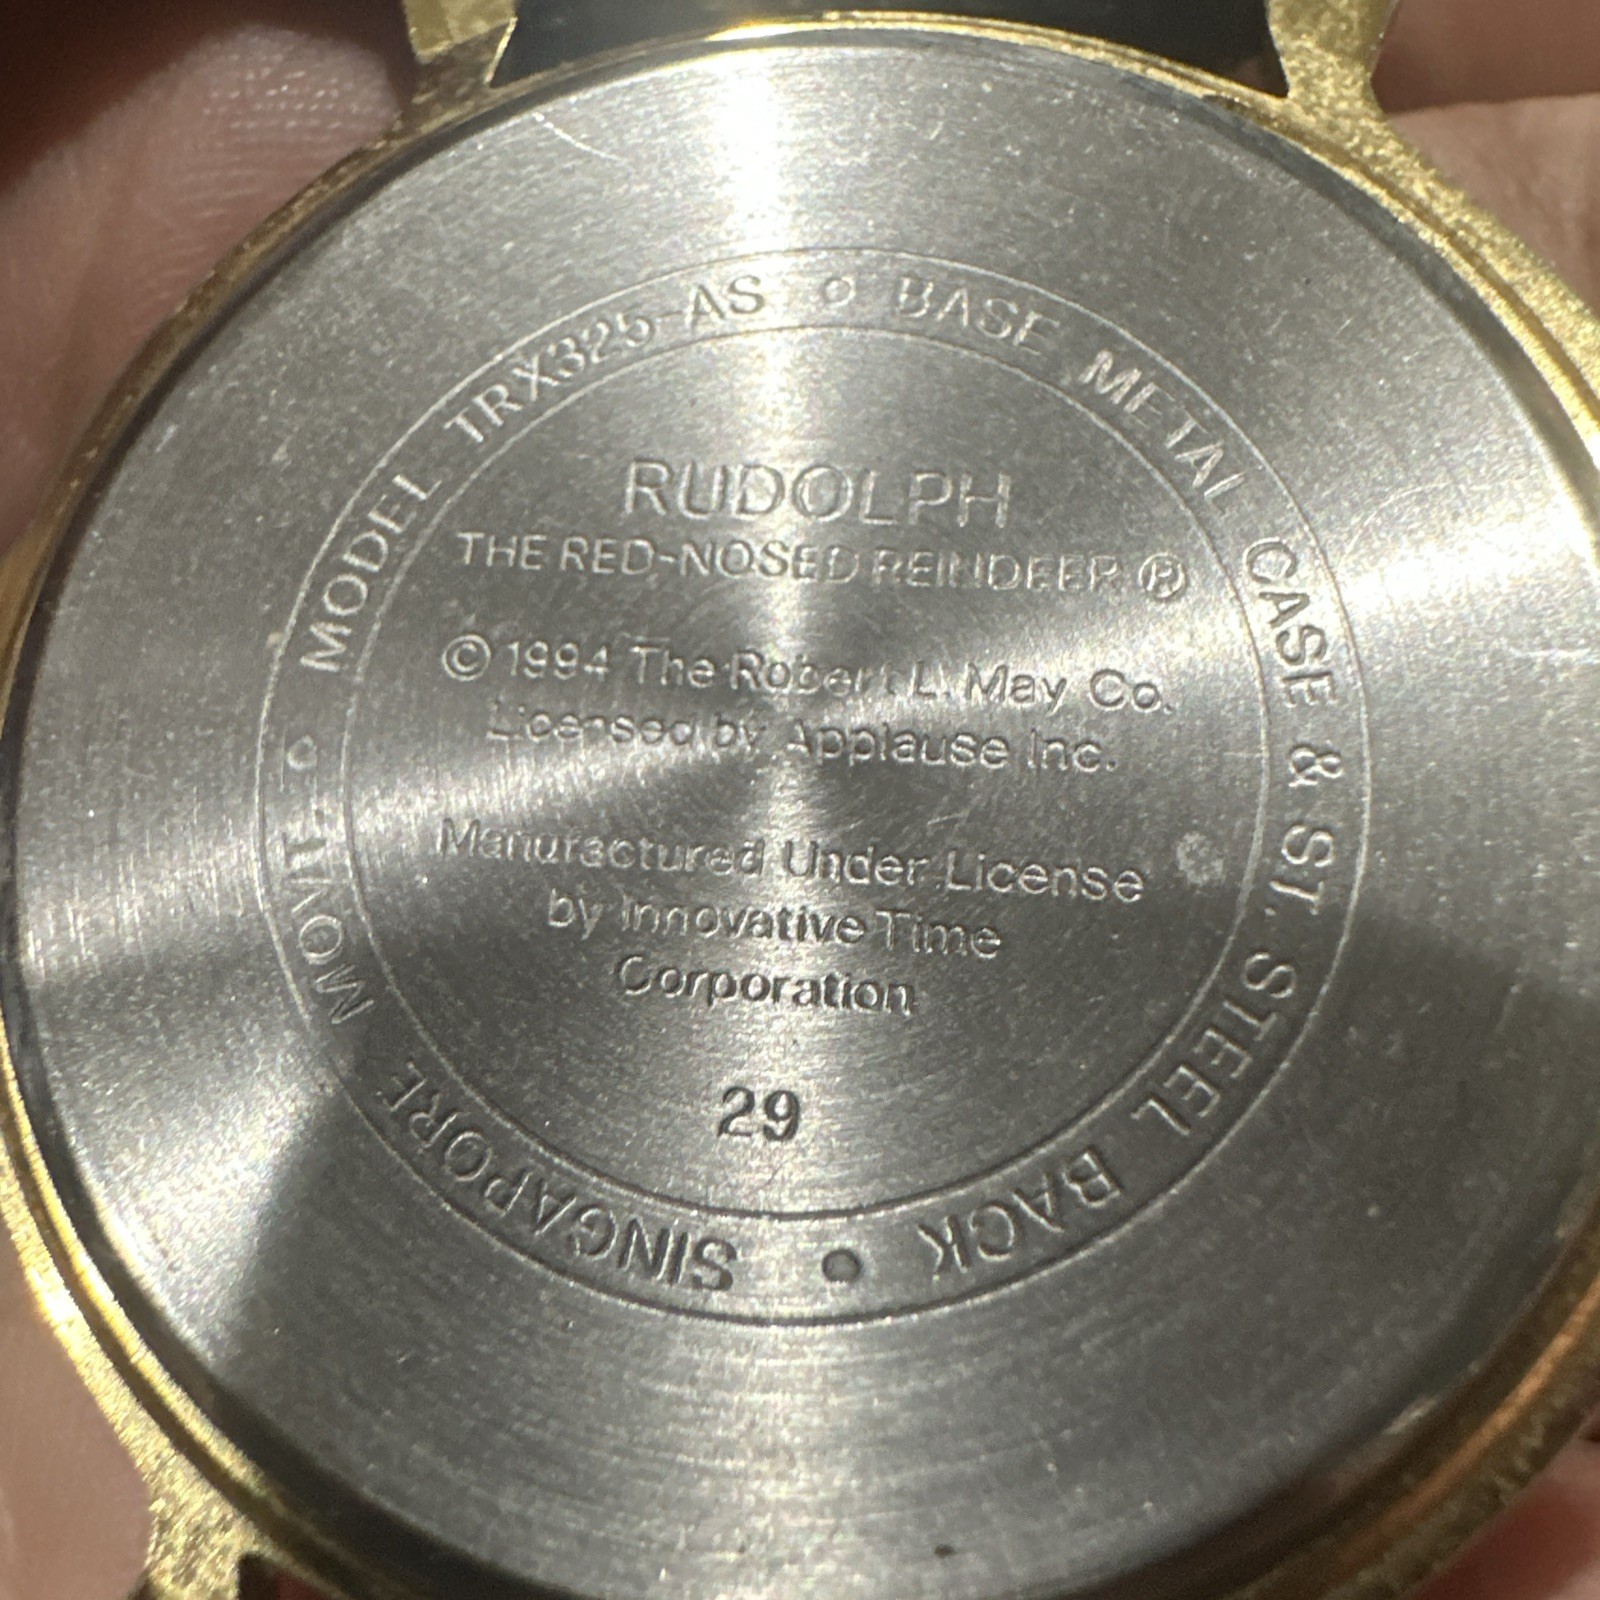 MODEL TRX325-AS ∘ BASE METAL CASE & ST. STEEL BACK ∘ SINGAPORE MOVT- ∘
RUDOLPH
THE RED-NOSED REINDEER ®
© 1994 The Robert L. May Co.
Licensed by Applause Inc.
Manufactured Under License
by Innovative Time
Corporation
29